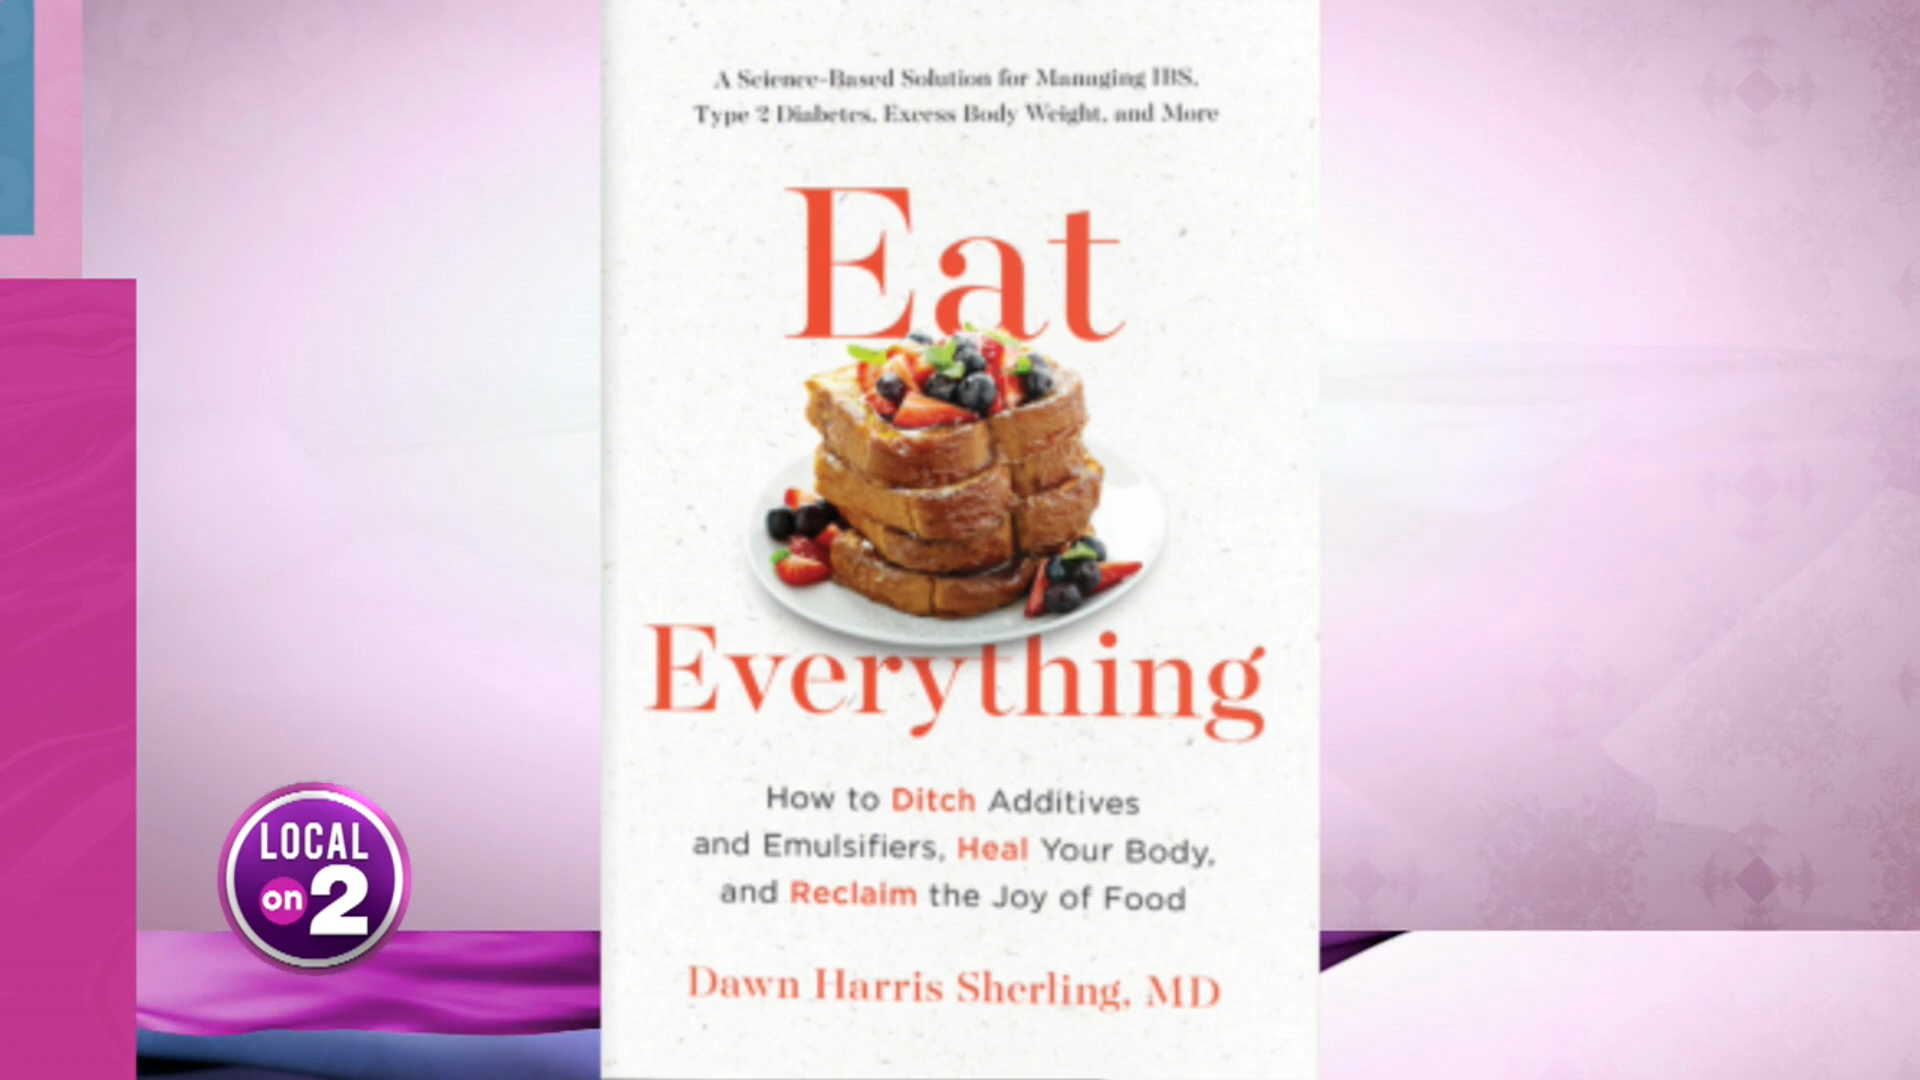 A Science-Based Solution for Managing IBS,
Type 2 Diabetes, Excess Body Weight, and More
Eat
Everything
How to Ditch Additives
and Emulsifiers, Heal Your Body,
and Reclaim the Joy of Food
Dawn Harris Sherling, MD
LOCAL
on 2